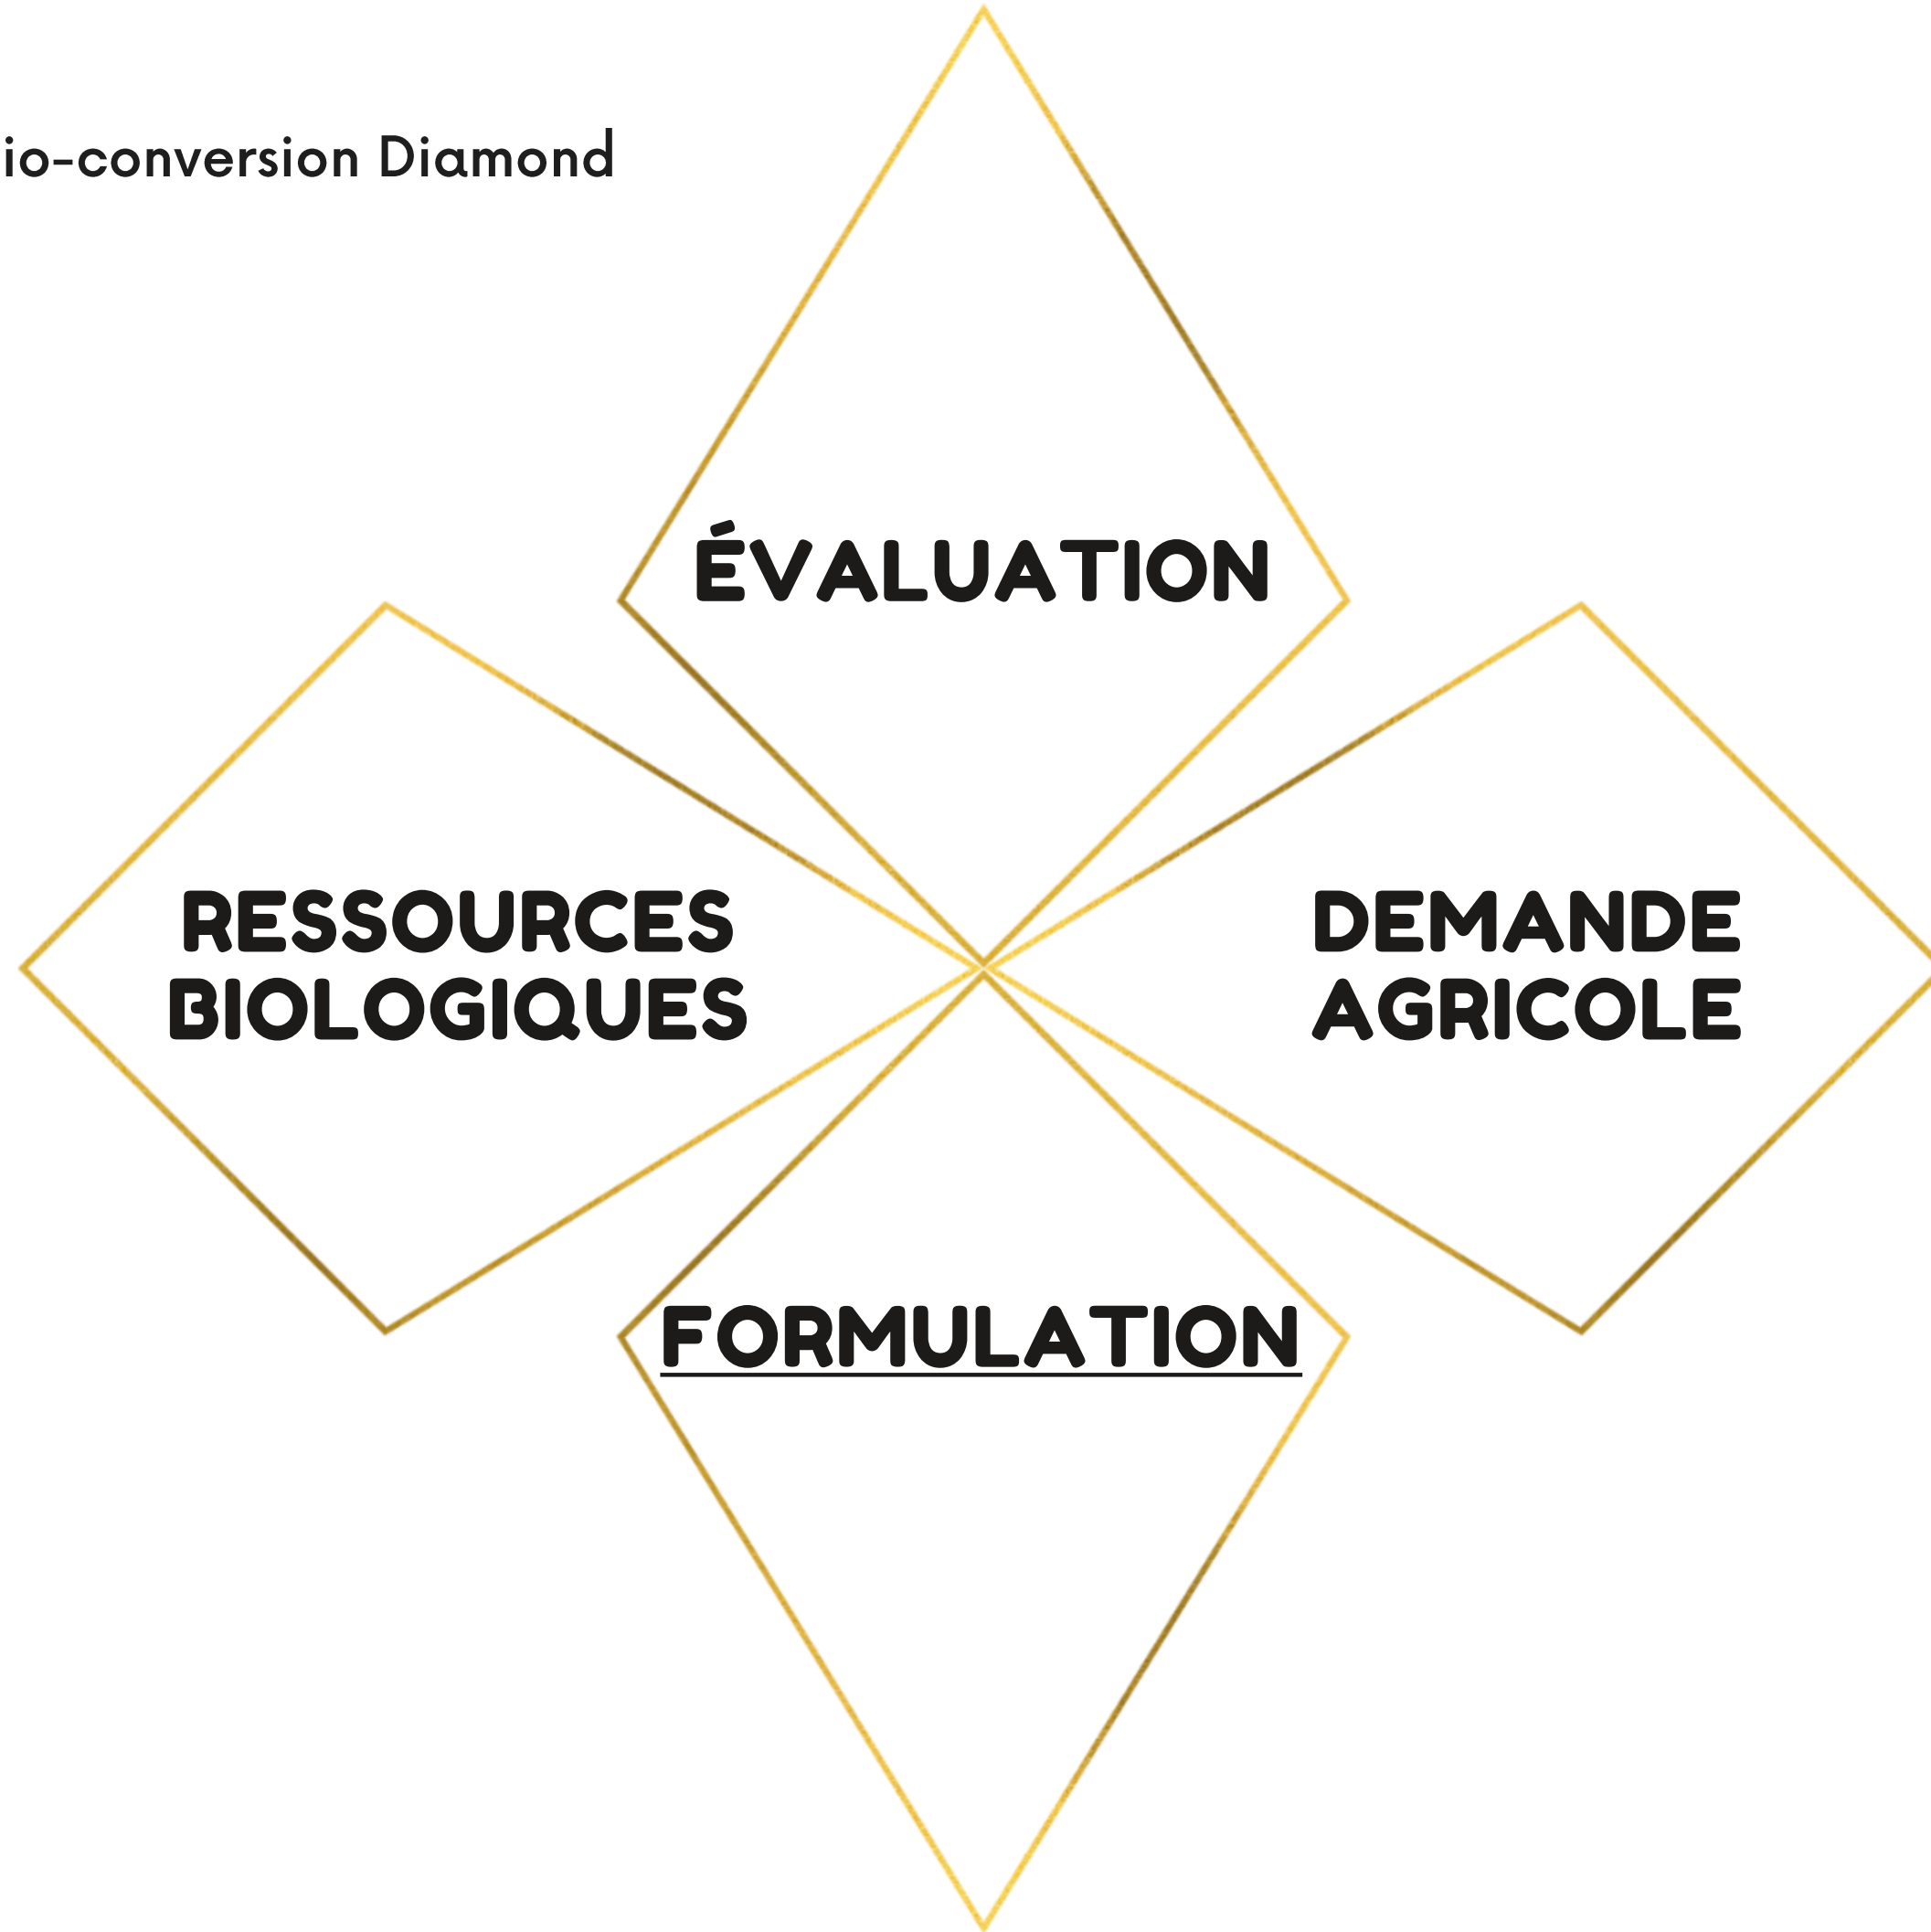 io-conversion Diamond
ÉVALUATION
RESSOURCES
BIOLOGIQUES
DEMANDE
AGRICOLE
FORMULATION